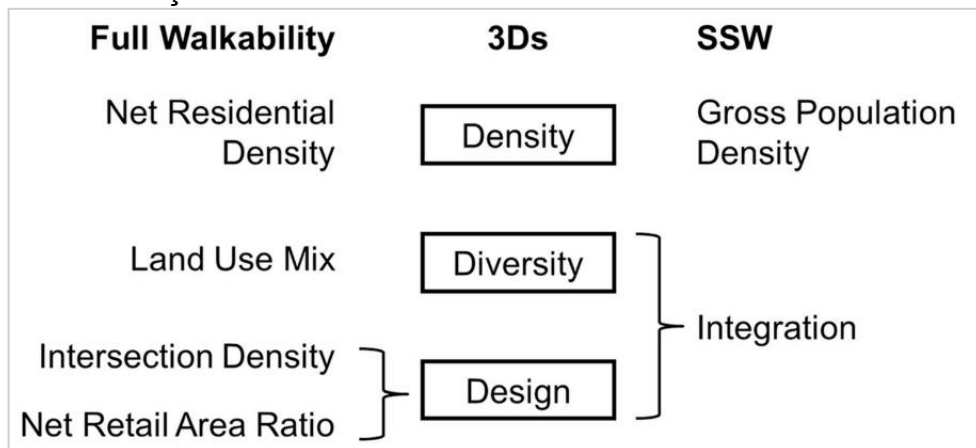 Full Walkability 3Ds SSW
Net Residential
Density
Density
Gross Population
Density
Land Use Mix
Diversity
Integration
Intersection Density
Net Retail Area Ratio
Design